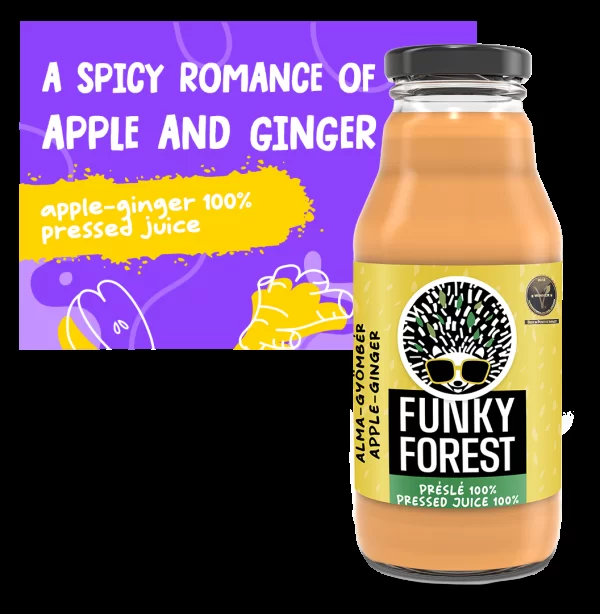 A SPICY ROMANCE OF
APPLE AND GINGER
apple-ginger 100%
pressed juice
ALMA-GYÖMBÉR
APPLE-GINGER
FUNKY
FOREST
PRÉSLÉ 100%
PRESSED JUICE 100%